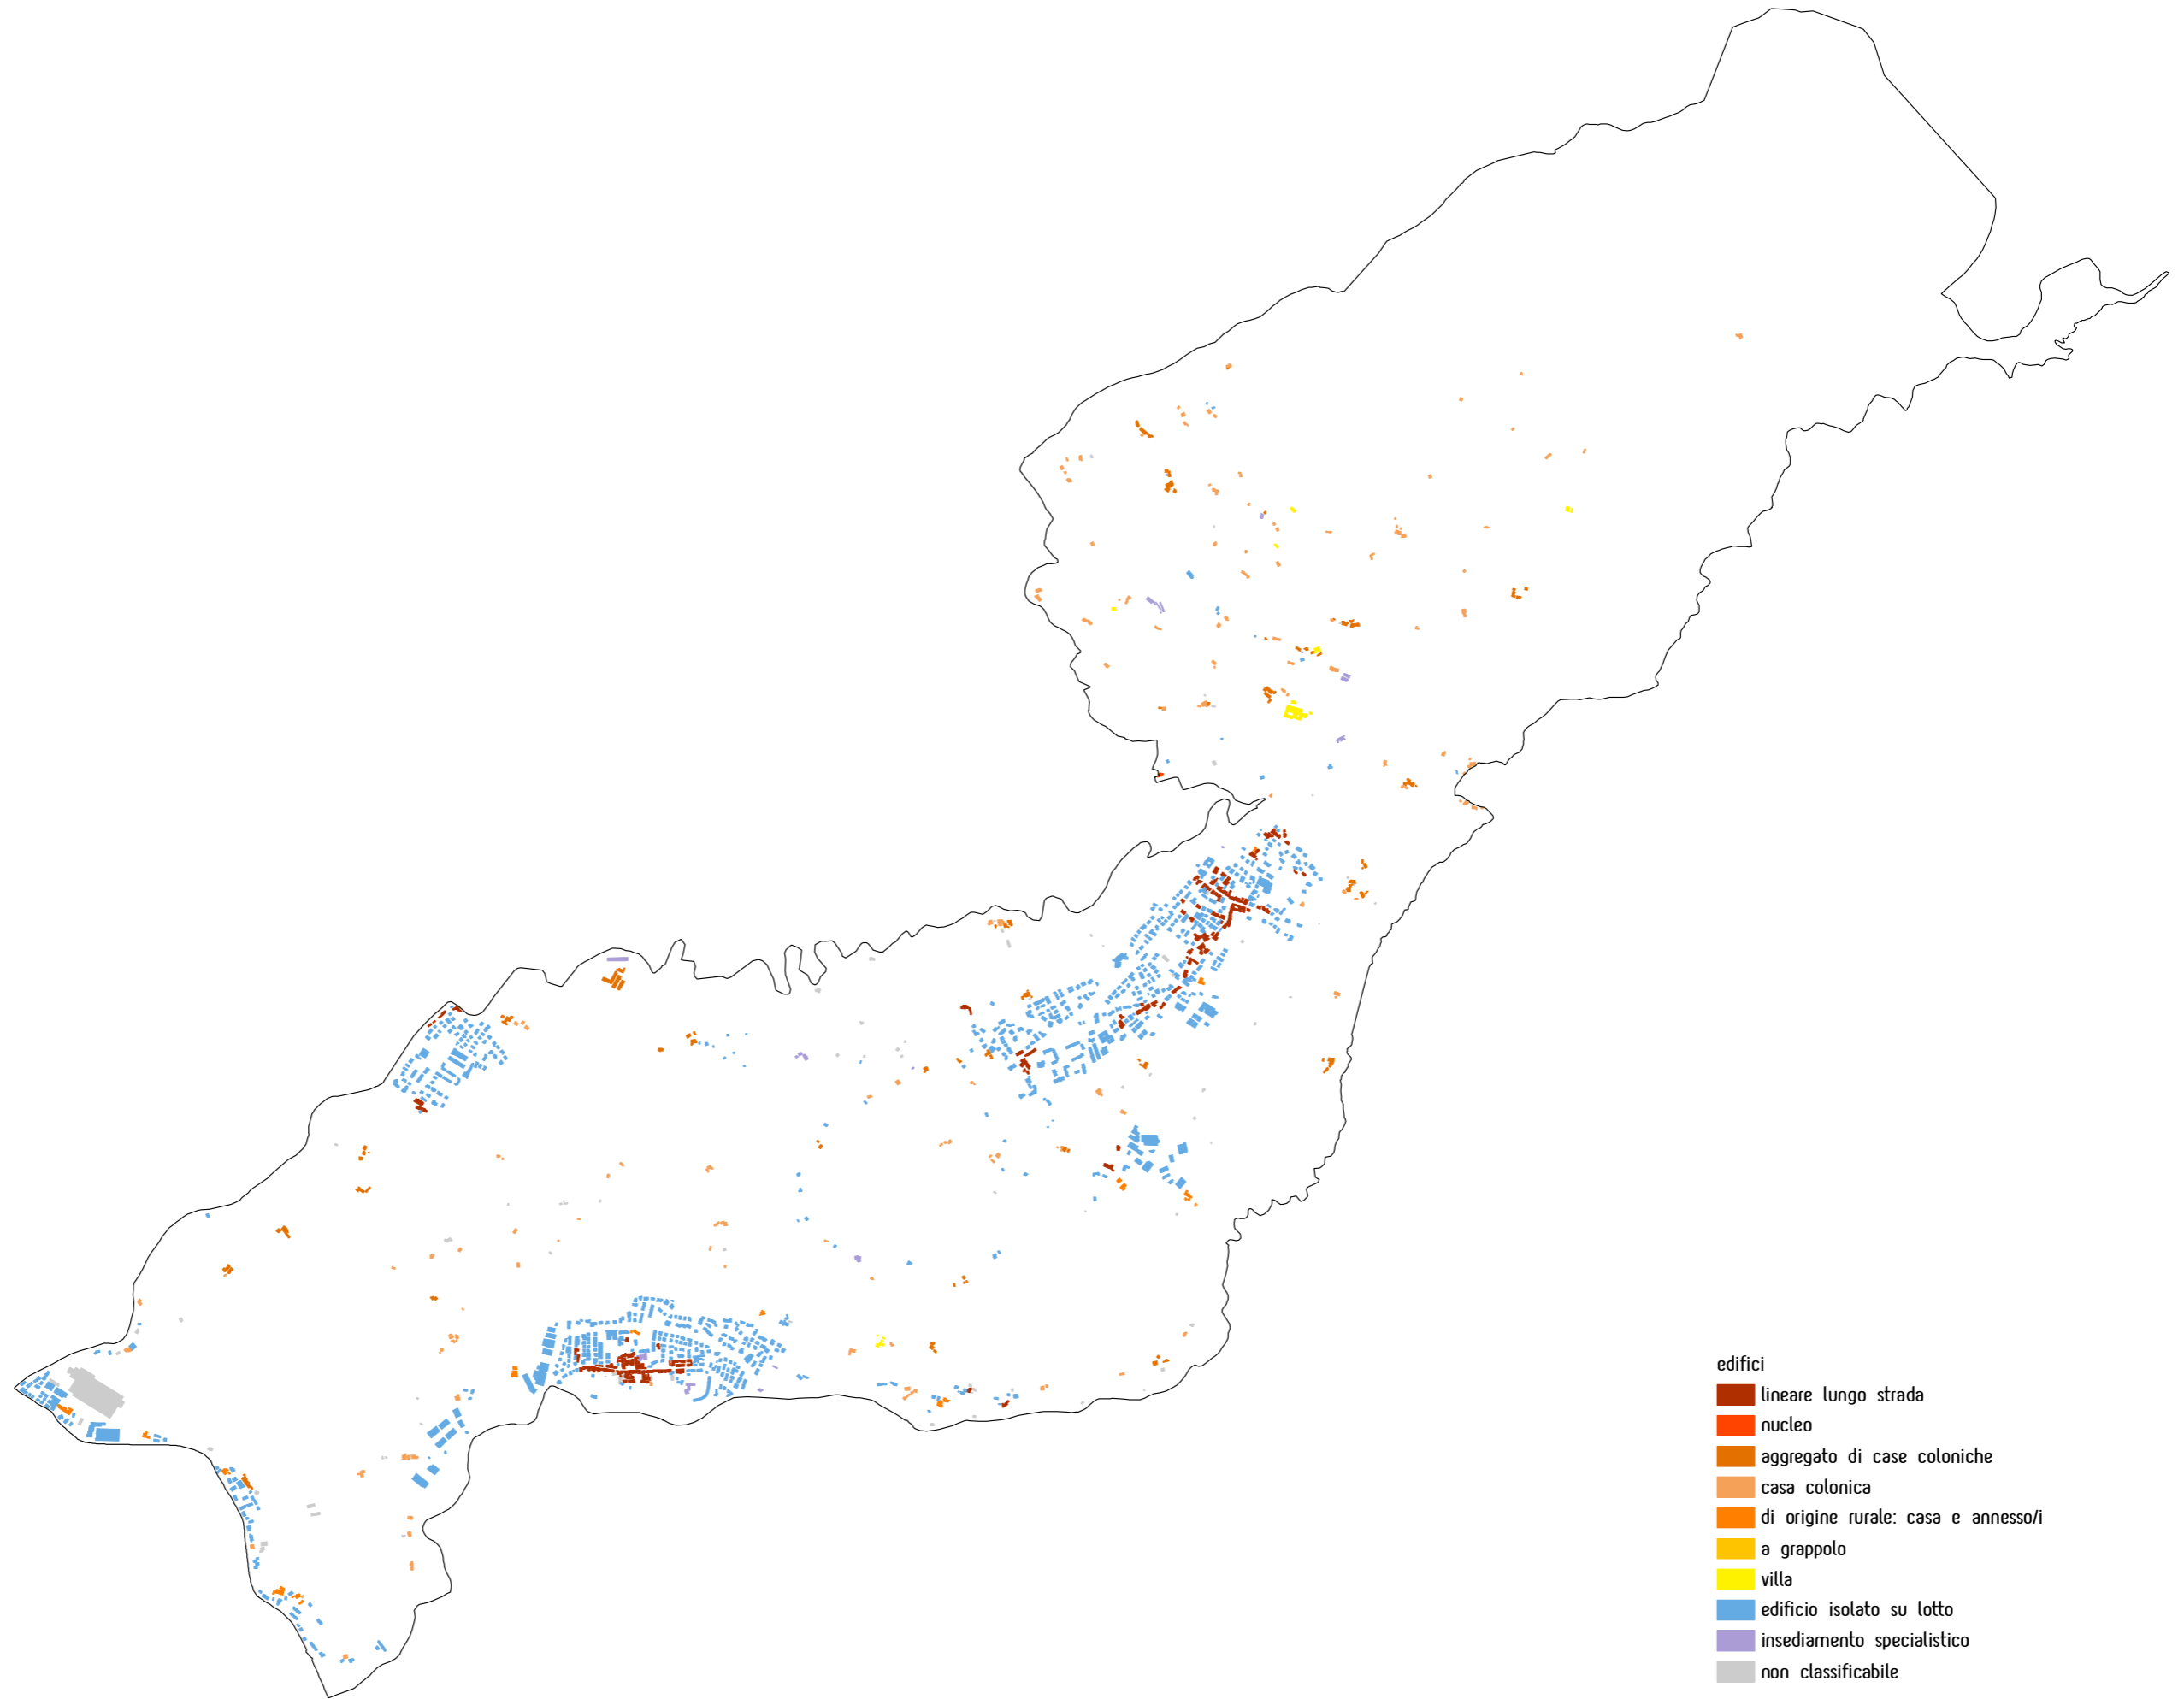 edifici
lineare lungo strada
nucleo
aggregato di case coloniche
casa colonica
di origine rurale: casa e annesso/i
a grappolo
villa
edificio isolato su lotto
insediamento specialistico
non classificabile